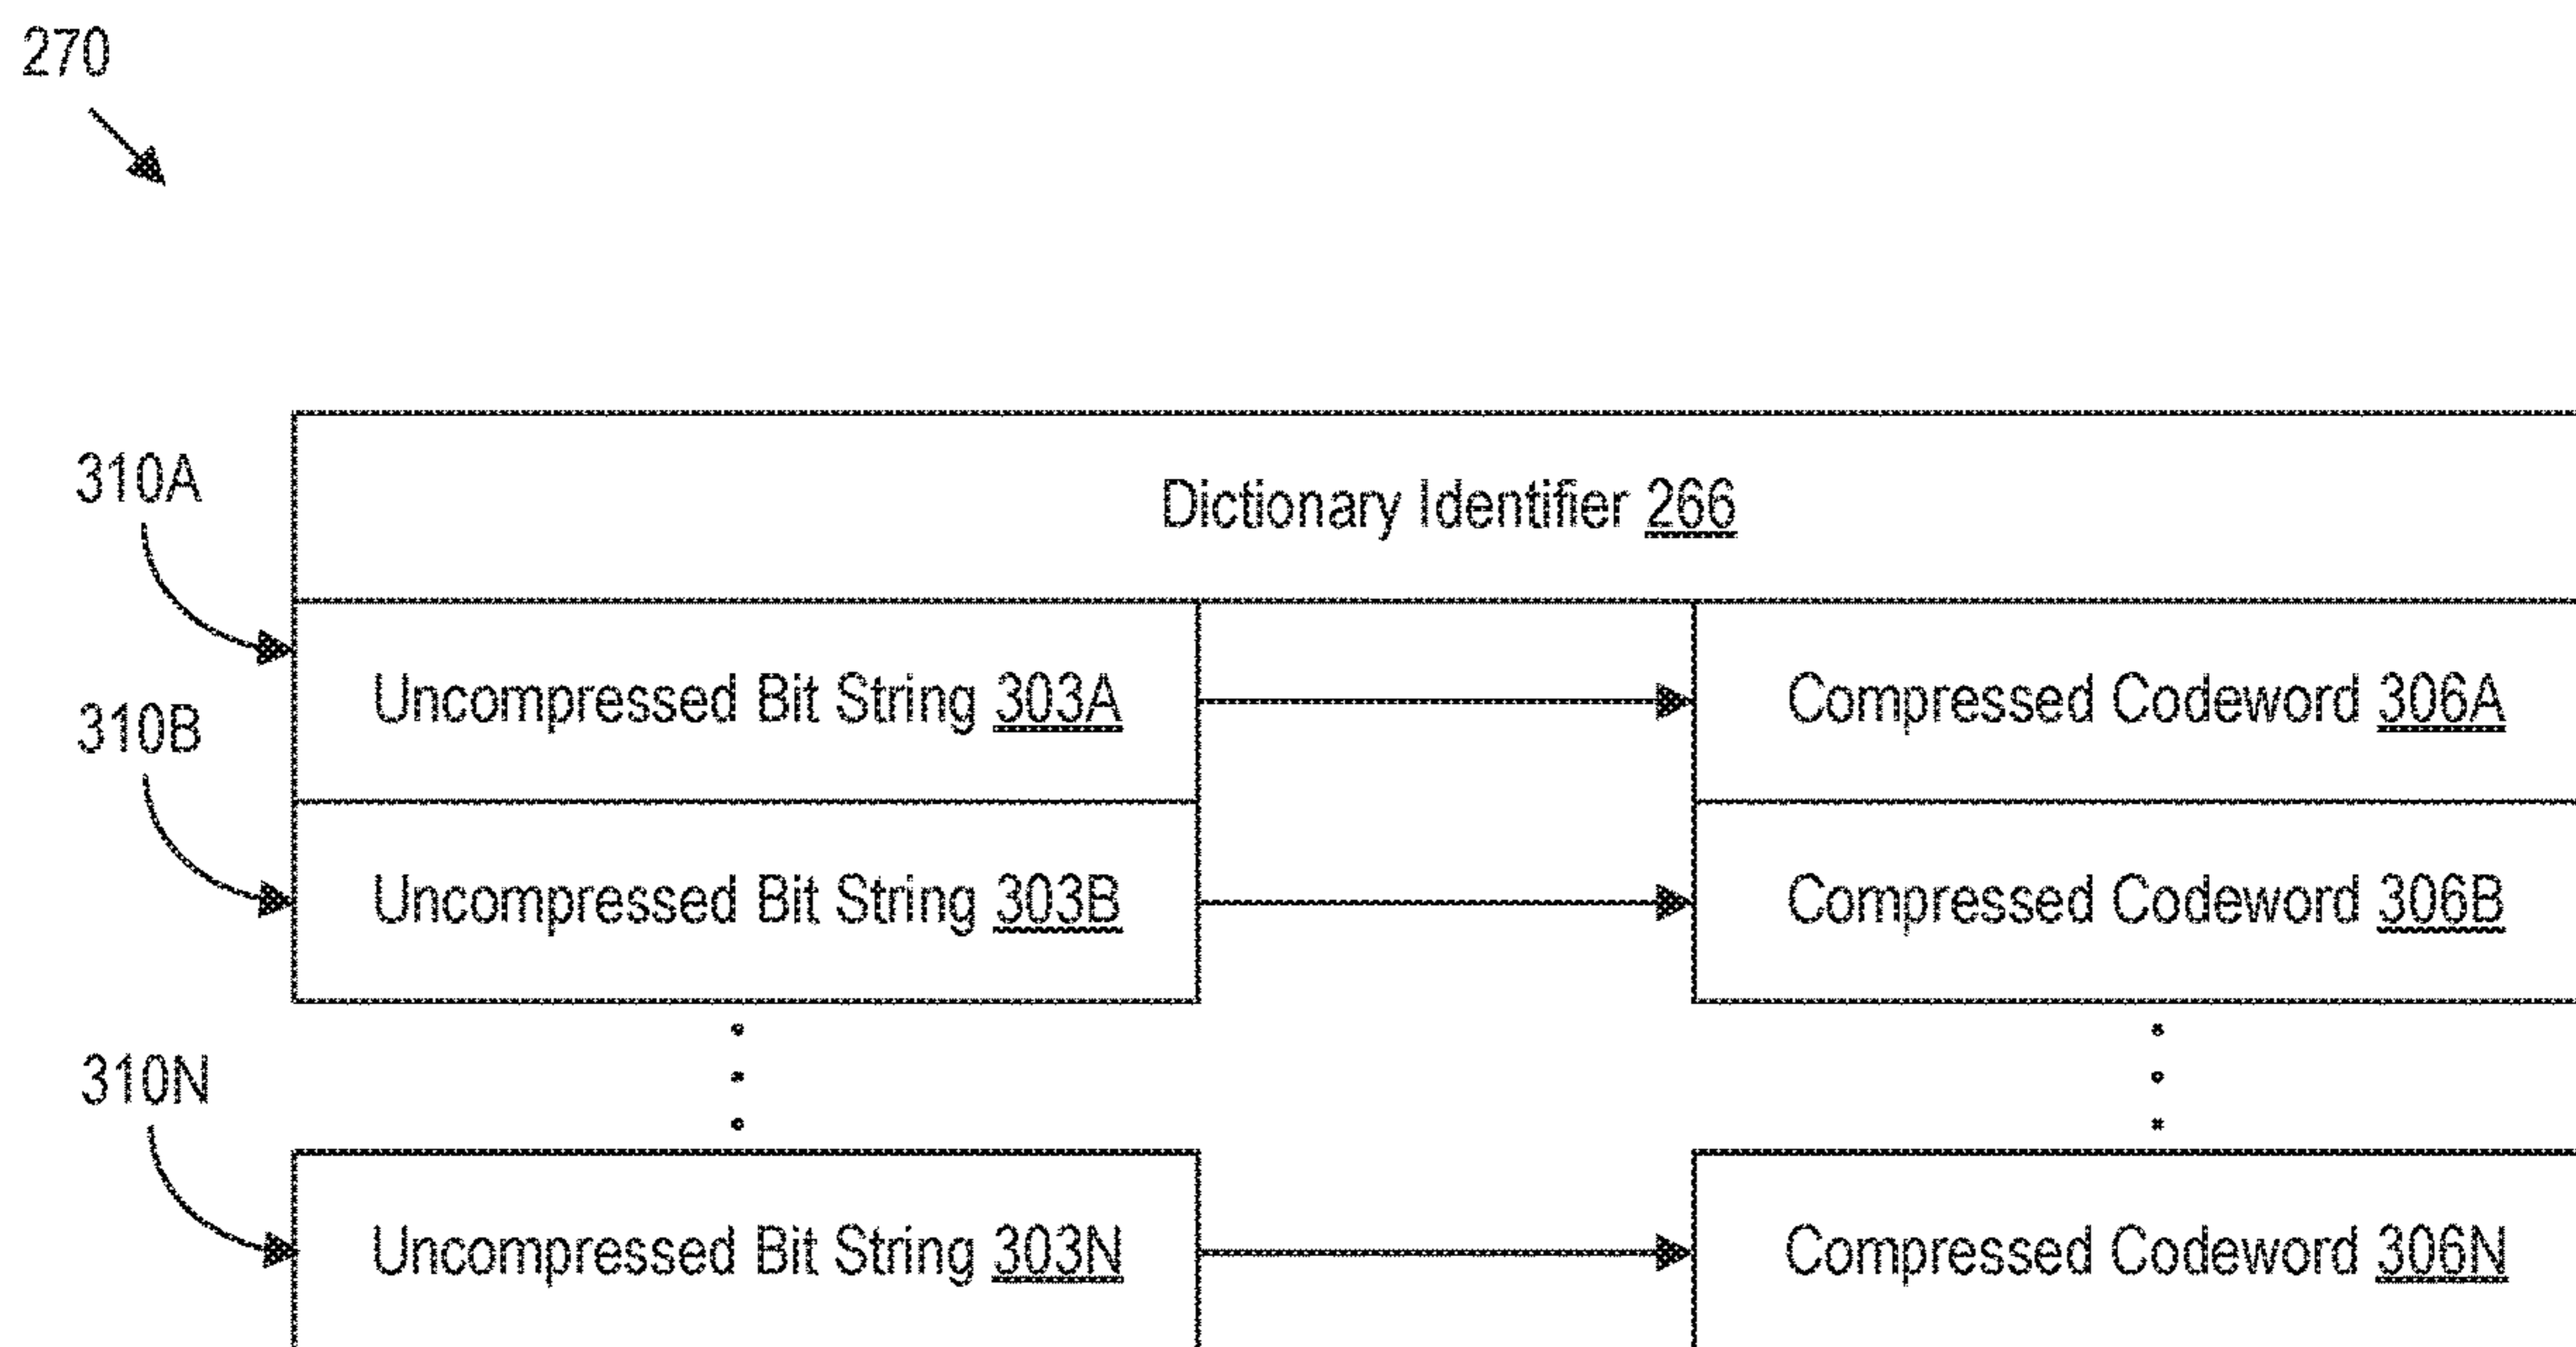 270
310A
Dictionary Identifier 266
Uncompressed Bit String 303A
Compressed Codeword 306A
310B
Uncompressed Bit String 303B
Compressed Codeword 306B
310N
Uncompressed Bit String 303N
Compressed Codeword 306N